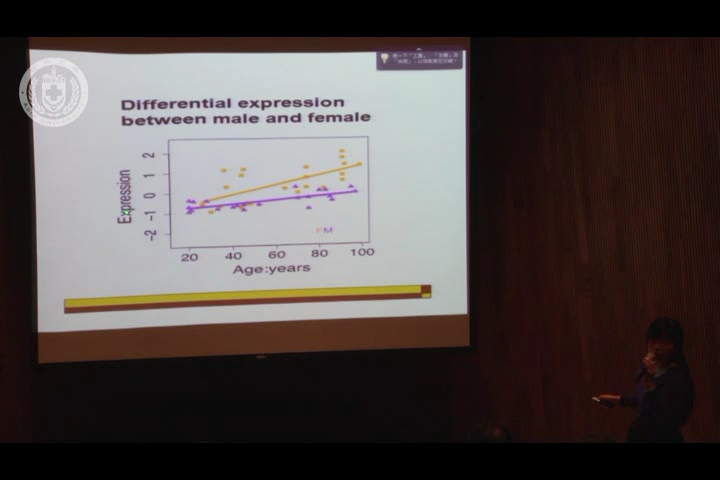 Differential expression
between male and female
Expression
2
1
0
-1
-2
20 40 60 80 100
Age:years
F M